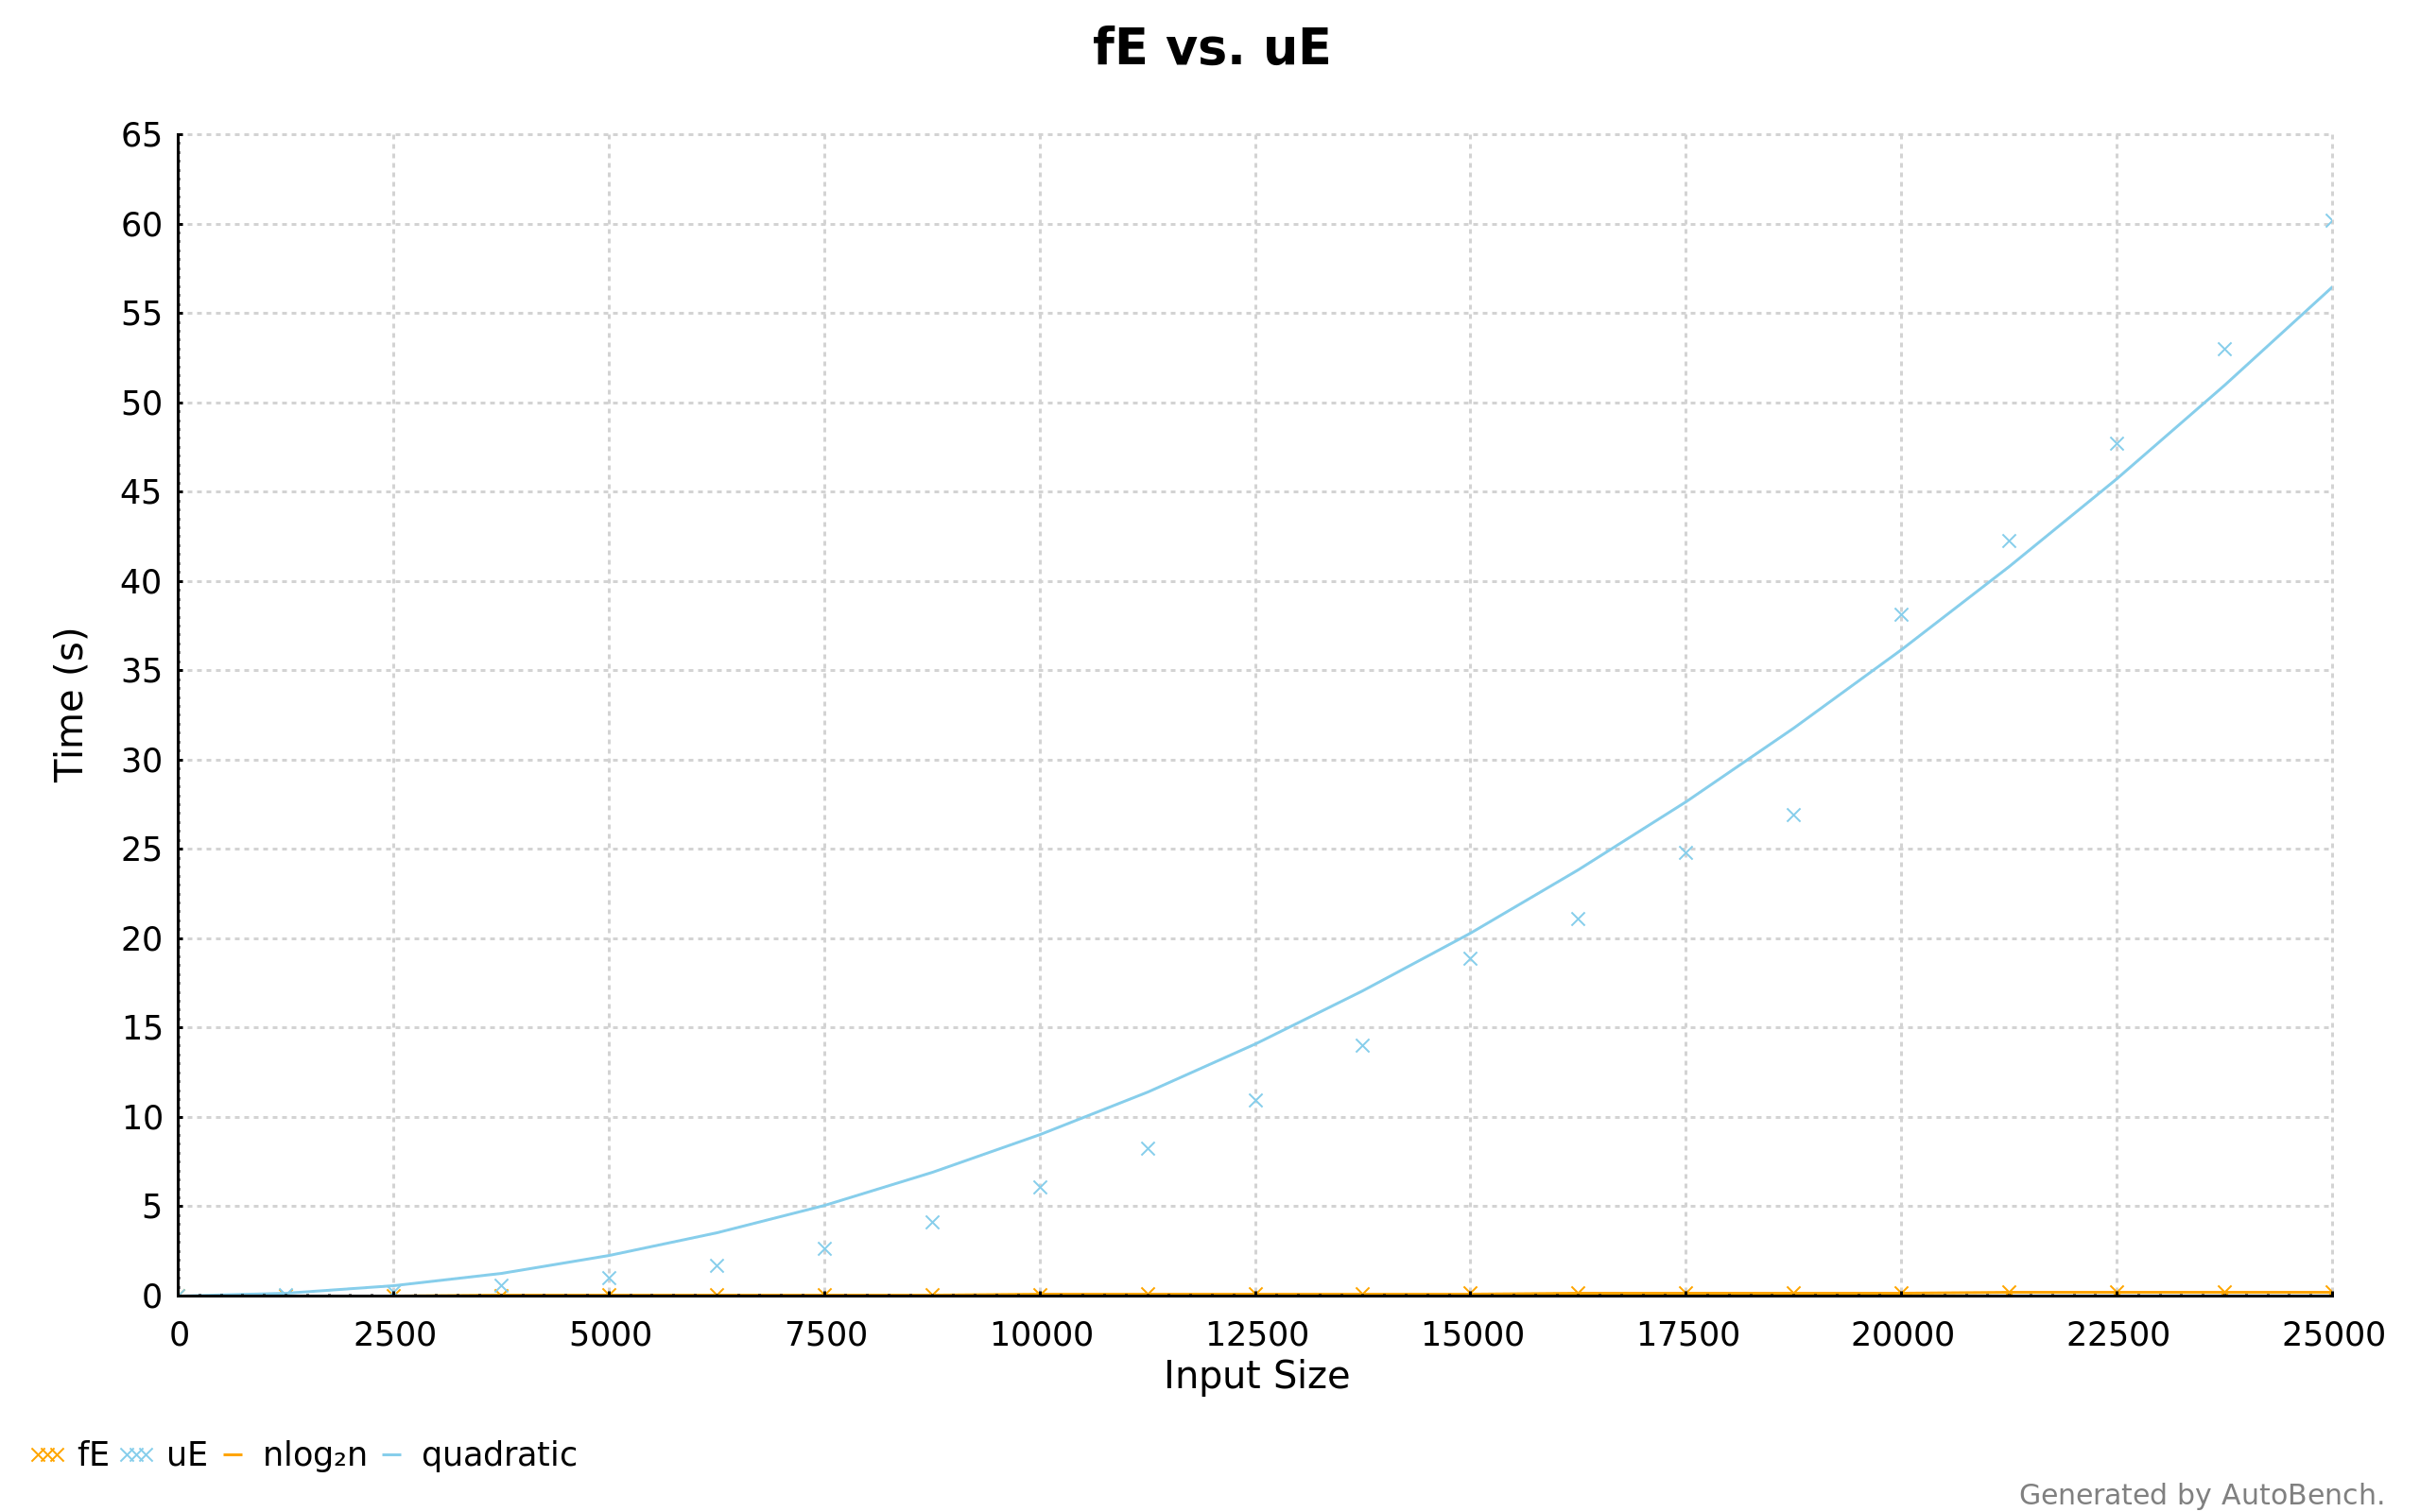 fE vs. uE
65
60
55
50
45
40
35
30
25
20
15
10
5
0
Time (s)
0 2500 5000 7500 10000 12500 15000 17500 20000 22500 25000
Input Size
fE uE nlog₂n quadratic
Generated by AutoBench.